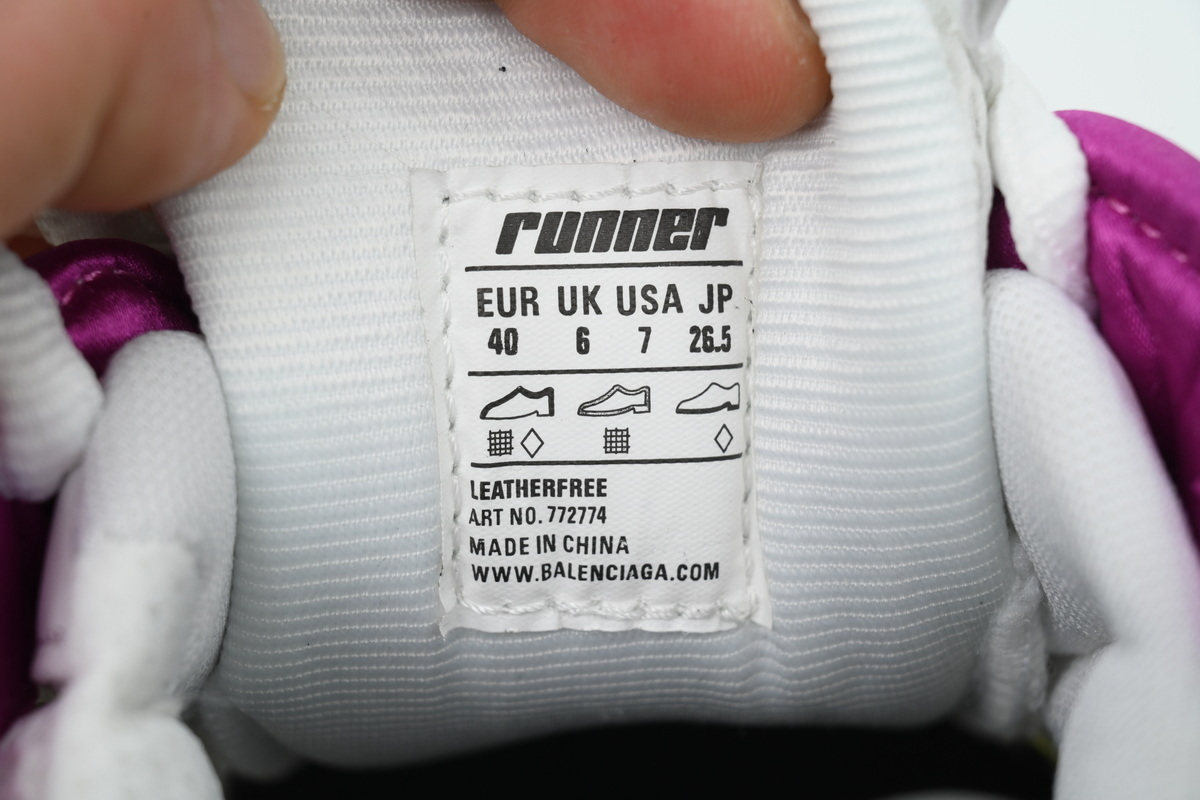 runner
EUR UK USA JP
40 6 7 26.5
LEATHERFREE
ART NO. 772774
MADE IN CHINA
WWW.BALENCIAGA.COM